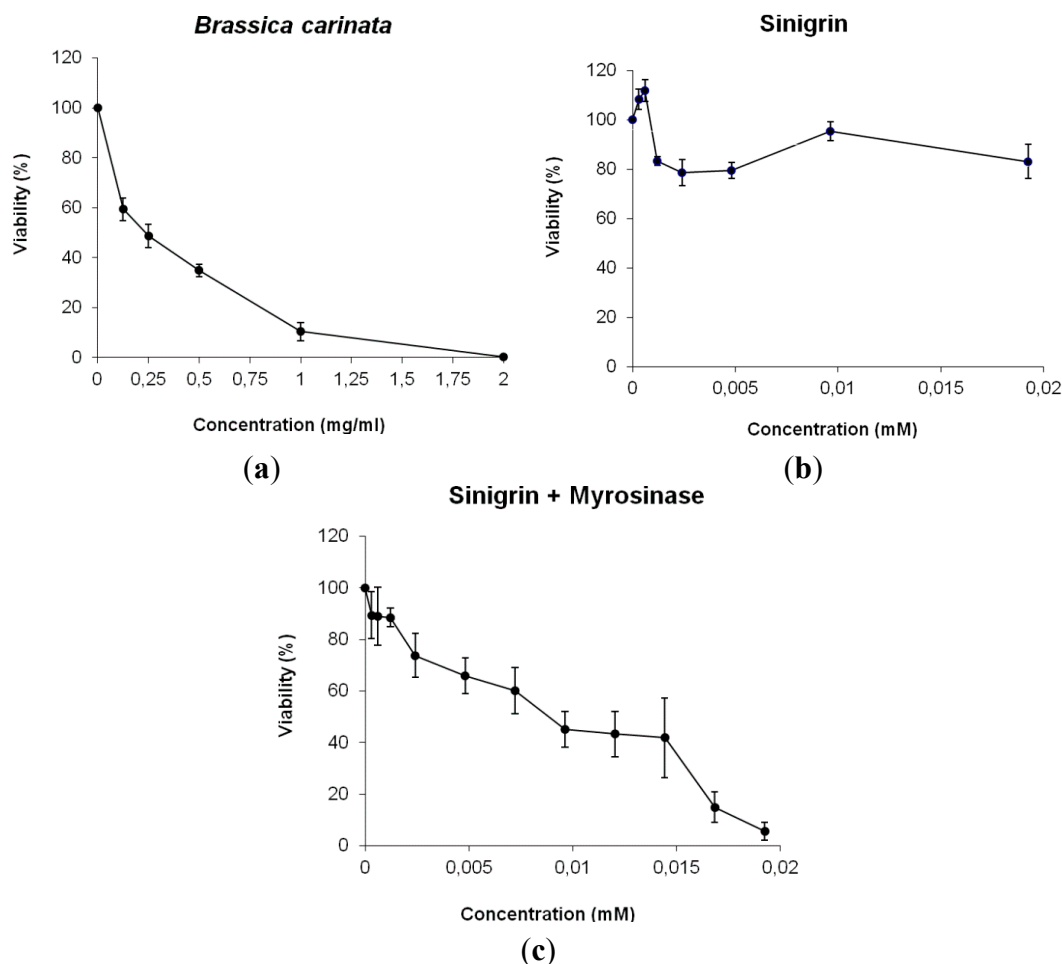 Brassica carinata
120
100
80
60
40
20
0
Viability (%)
0 0,25 0,5 0,75 1 1,25 1,5 1,75 2
Concentration (mg/ml)
(a)
Sinigrin
120
100
80
60
40
20
0
Viability (%)
0 0,005 0,01 0,015 0,02
Concentration (mM)
(b)
Sinigrin + Myrosinase
120
100
80
60
40
20
0
Viability (%)
0 0,005 0,01 0,015 0,02
Concentration (mM)
(c)